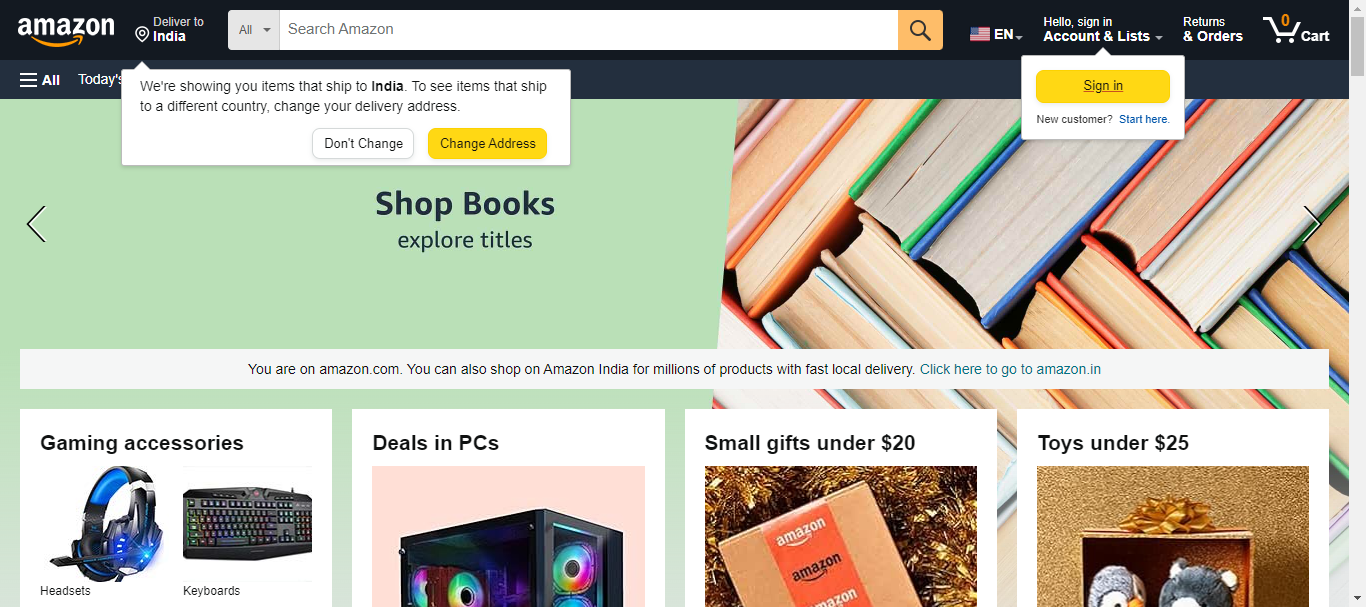 amazon
Deliver to
India
All
Search Amazon
EN
Hello, sign in
Account & Lists
Returns
& Orders
0
Cart
All
Today's
We're showing you items that ship to India. To see items that ship
to a different country, change your delivery address.
Don't Change
Change Address
Sign in
New customer? Start here.
Shop Books
explore titles
You are on amazon.com. You can also shop on Amazon India for millions of products with fast local delivery. Click here to go to amazon.in
Gaming accessories
Deals in PCs
Small gifts under $20
Toys under $25
Headsets
Keyboards
amazon
amazon
amazon